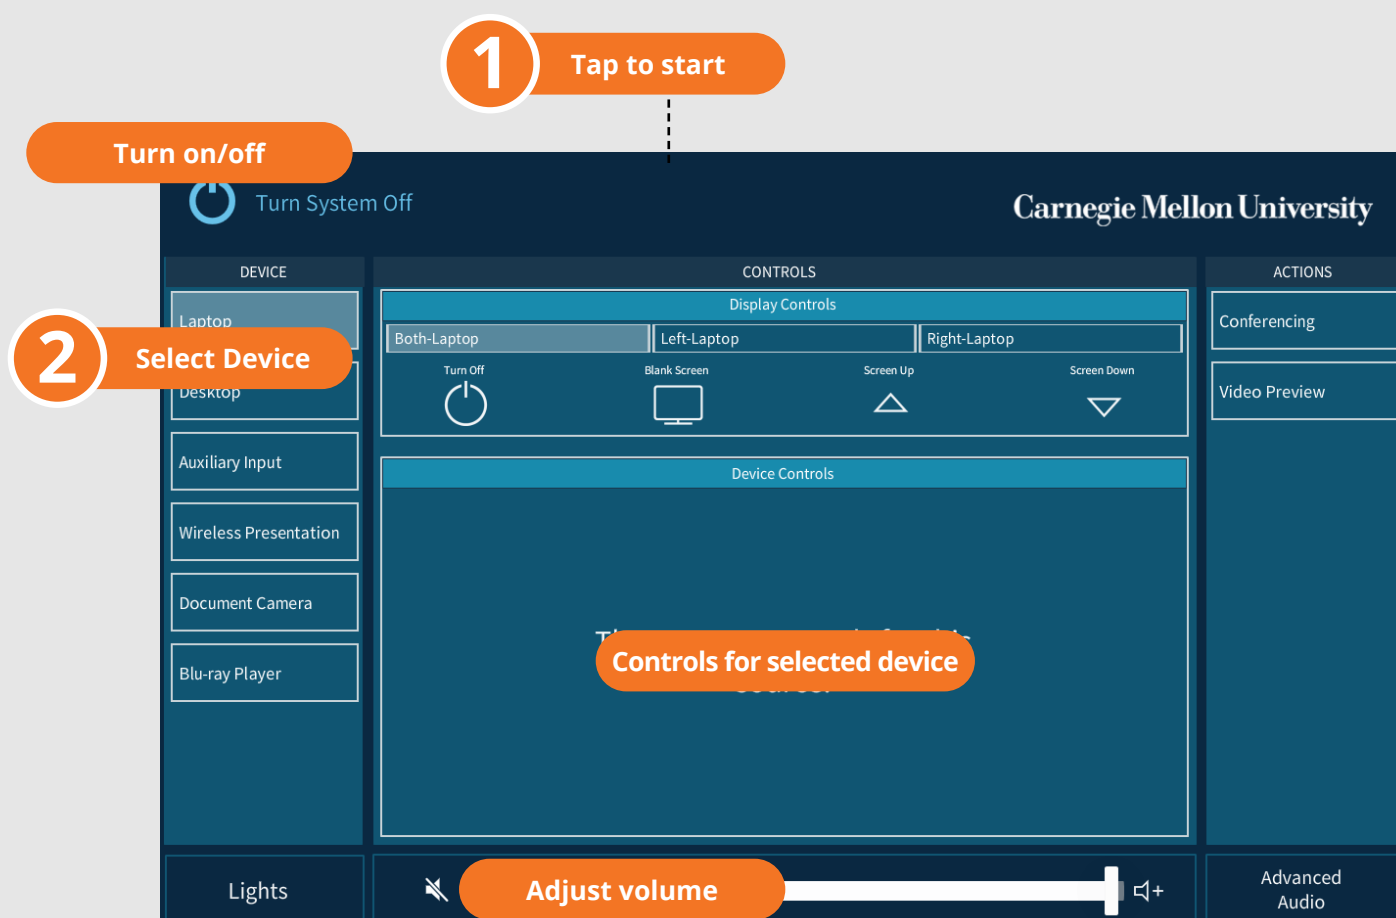 1
Tap to start
Turn on/off
Turn System Off
Carnegie Mellon University
DEVICE
CONTROLS
ACTIONS
Laptop
2
Select Device
Desktop
Auxiliary Input
Wireless Presentation
Document Camera
Blu-ray Player
Display Controls
Both-Laptop
Left-Laptop
Right-Laptop
Turn Off
Blank Screen
Screen Up
Screen Down
Device Controls
Controls for selected device
Conferencing
Video Preview
Lights
Adjust volume
+
Advanced
Audio